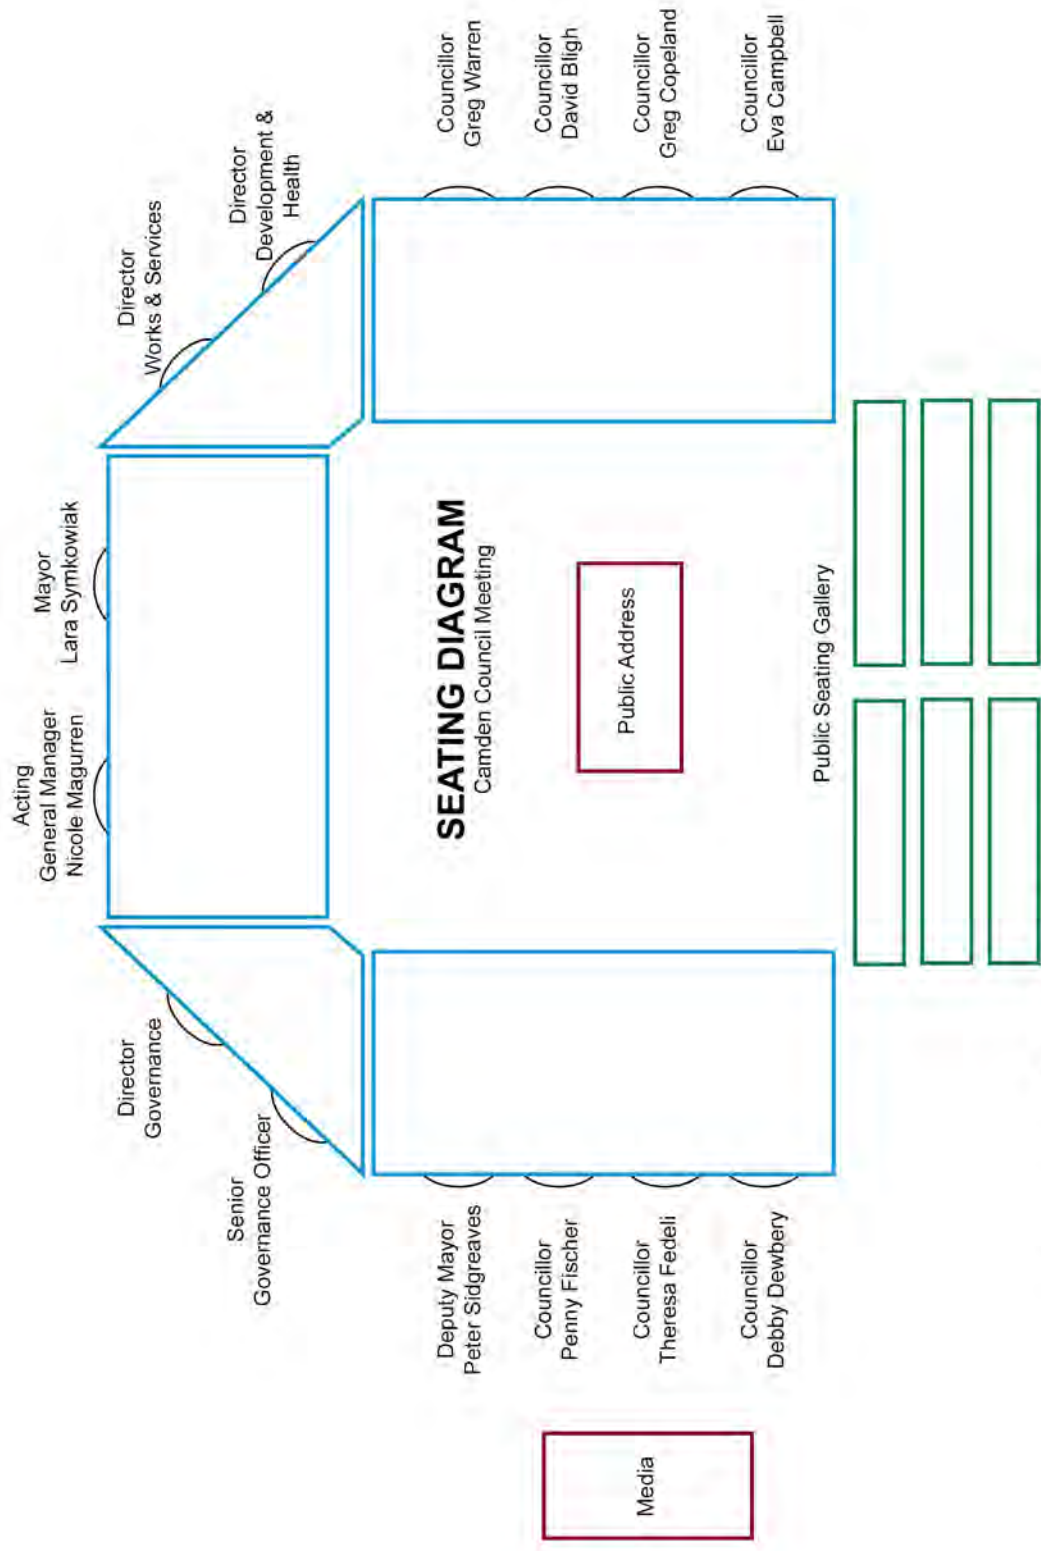 Acting
General Manager
Nicole Magurren
Mayor
Lara Symkowiak
Director
Governance
Director
Works & Services
Senior
Governance Officer
Director
Development &
Health
SEATING DIAGRAM
Camden Council Meeting
Deputy Mayor
Peter Sidgreaves
Councillor
Greg Warren
Councillor
Penny Fischer
Councillor
David Bligh
Media
Public Address
Councillor
Theresa Fedeli
Councillor
Greg Copeland
Councillor
Debby Dewbery
Councillor
Eva Campbell
Public Seating Gallery